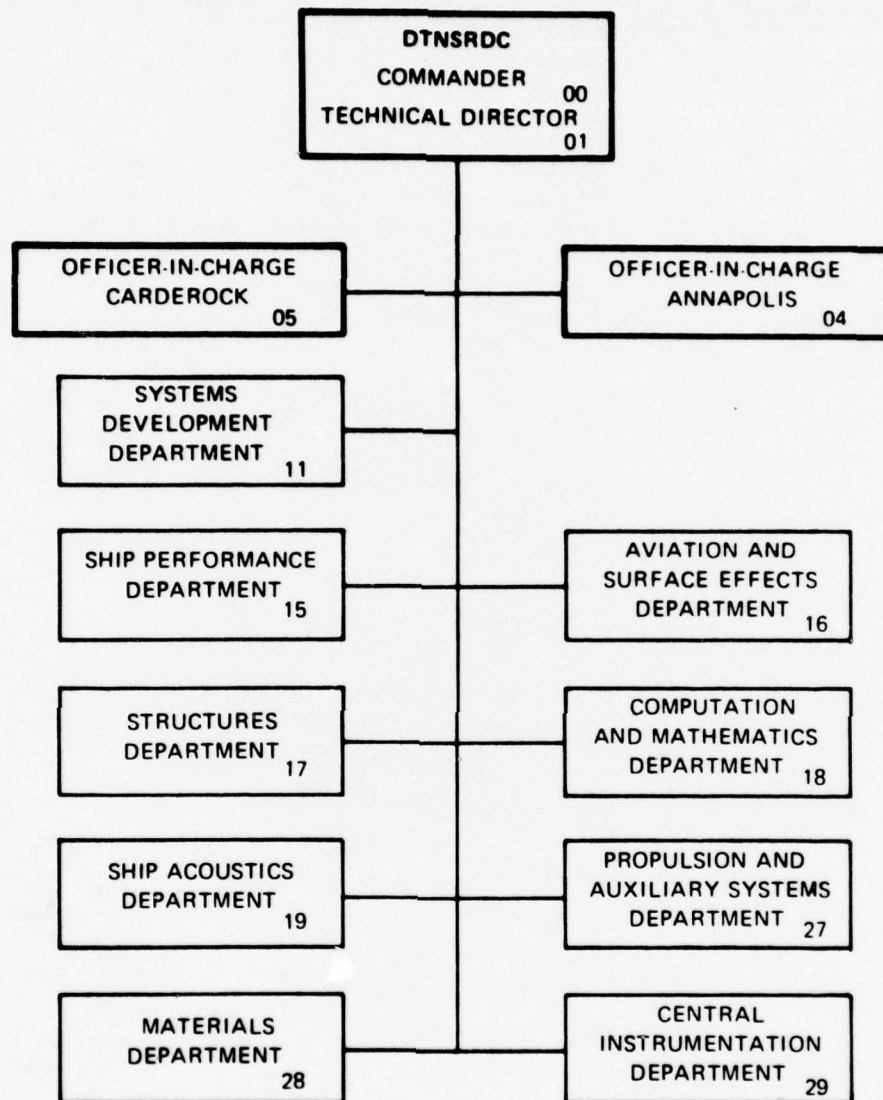 DTNSRDC
COMMANDER
00
TECHNICAL DIRECTOR
01
OFFICER-IN-CHARGE
CARDEROCK
05
OFFICER-IN-CHARGE
ANNAPOLIS
04
SYSTEMS
DEVELOPMENT
DEPARTMENT
11
SHIP PERFORMANCE
DEPARTMENT
15
AVIATION AND
SURFACE EFFECTS
DEPARTMENT
16
STRUCTURES
DEPARTMENT
17
COMPUTATION
AND MATHEMATICS
DEPARTMENT
18
SHIP ACOUSTICS
DEPARTMENT
19
PROPULSION AND
AUXILIARY SYSTEMS
DEPARTMENT
27
MATERIALS
DEPARTMENT
28
CENTRAL
INSTRUMENTATION
DEPARTMENT
29